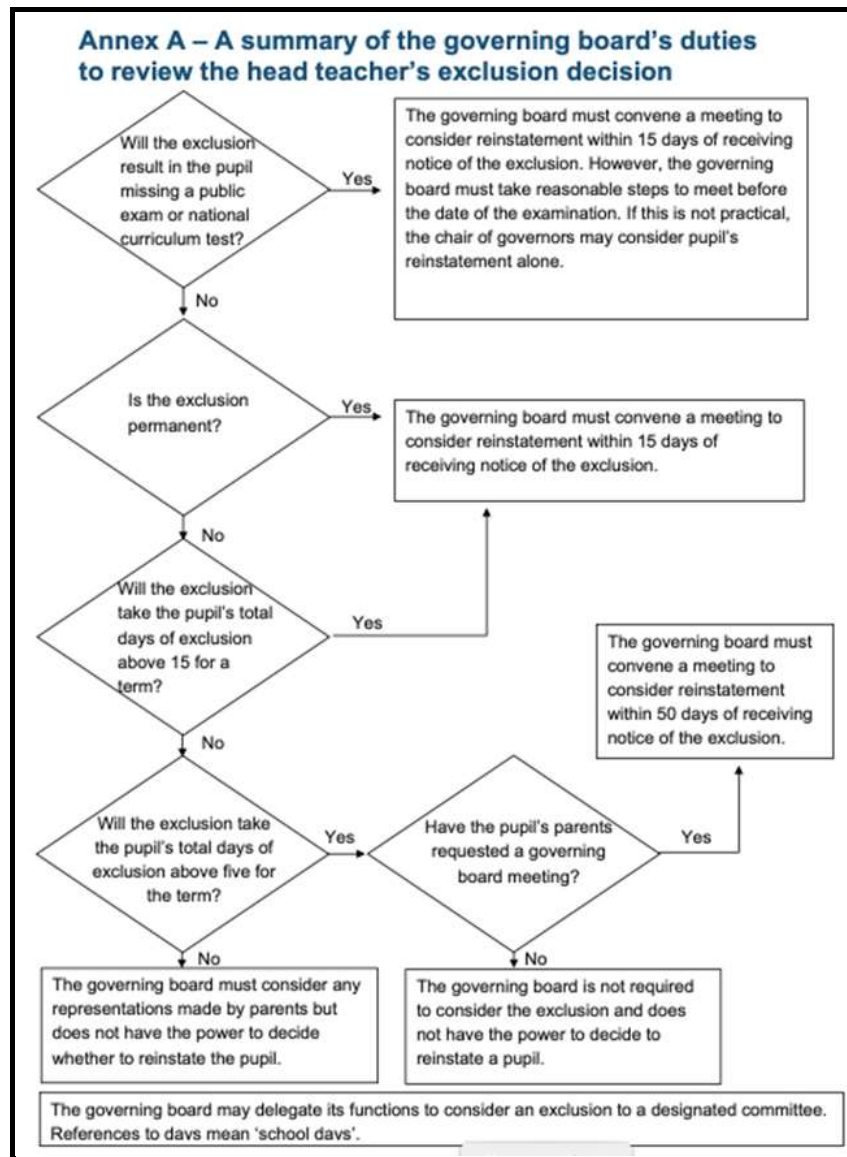 Annex A – A summary of the governing board's duties
to review the head teacher's exclusion decision
Will the exclusion
result in the pupil
missing a public
exam or national
curriculum test?
Yes
The governing board must convene a meeting to
consider reinstatement within 15 days of receiving
notice of the exclusion. However, the governing
board must take reasonable steps to meet before
the date of the examination. If this is not practical,
the chair of governors may consider pupil's
reinstatement alone.
No
Is the exclusion
permanent?
Yes
The governing board must convene a meeting to
consider reinstatement within 15 days of
receiving notice of the exclusion.
No
Will the exclusion
take the pupil's total
days of exclusion
above 15 for a
term?
Yes
The governing board must
convene a meeting to
consider reinstatement
within 50 days of receiving
notice of the exclusion.
No
Will the exclusion take
the pupil's total days of
exclusion above five for
the term?
Yes
Have the pupil's parents
requested a governing
board meeting?
Yes
No
The governing board must consider any
representations made by parents but
does not have the power to decide
whether to reinstate the pupil.
No
The governing board is not required
to consider the exclusion and does
not have the power to decide to
reinstate a pupil.
The governing board may delegate its functions to consider an exclusion to a designated committee.
References to days mean 'school days'.